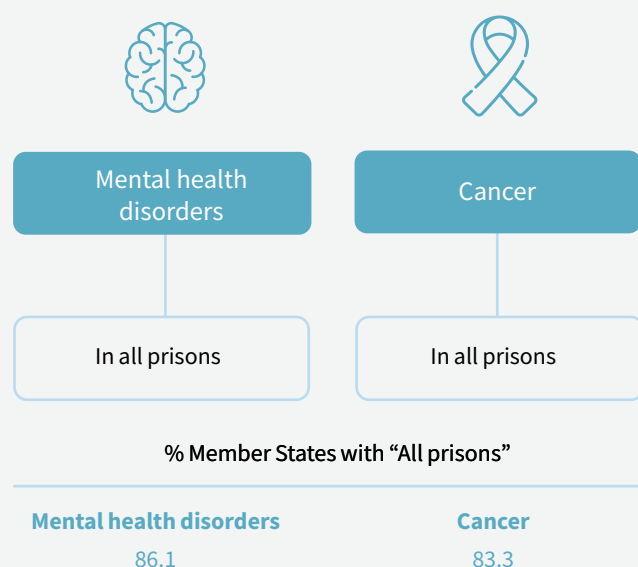 Mental health
disorders
Cancer
In all prisons
In all prisons
% Member States with “All prisons”
Mental health disorders
Cancer
86.1
83.3